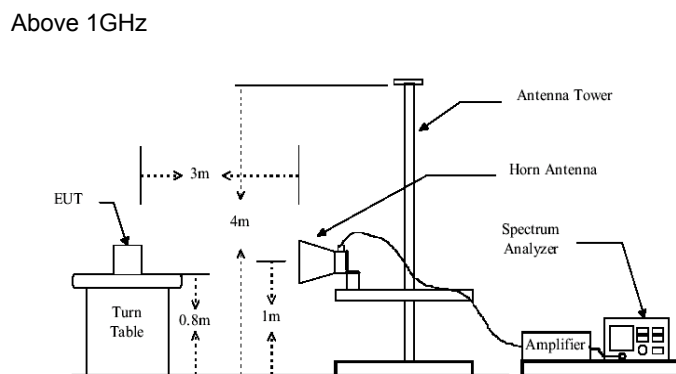 Above 1GHz
Antenna Tower
3m
Horn Antenna
EUT
4m
Spectrum
Analyzer
Turn
Table
0.8m
1m
Amplifier